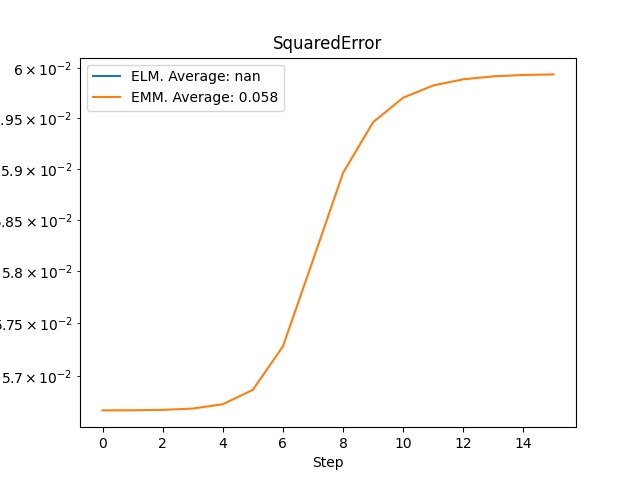 SquaredError
ELM. Average: nan
EMM. Average: 0.058
6 × 10⁻²
.95 × 10⁻²
5.9 × 10⁻²
.85 × 10⁻²
5.8 × 10⁻²
.75 × 10⁻²
5.7 × 10⁻²
0 2 4 6 8 10 12 14
Step